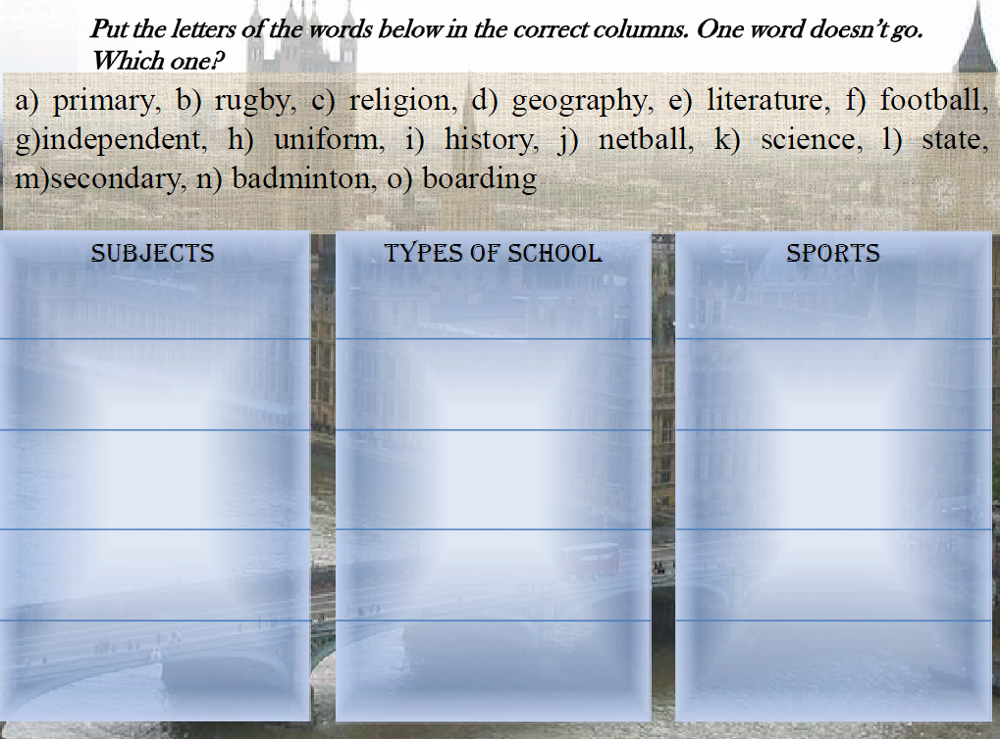 Put the letters of the words below in the correct columns. One word doesn't go.
Which one?
a) primary, b) rugby, c) religion, d) geography, e) literature, f) football,
g)independent, h) uniform, i) history, j) netball, k) science, l) state,
m)secondary, n) badminton, o) boarding
SUBJECTS
TYPES OF SCHOOL
SPORTS